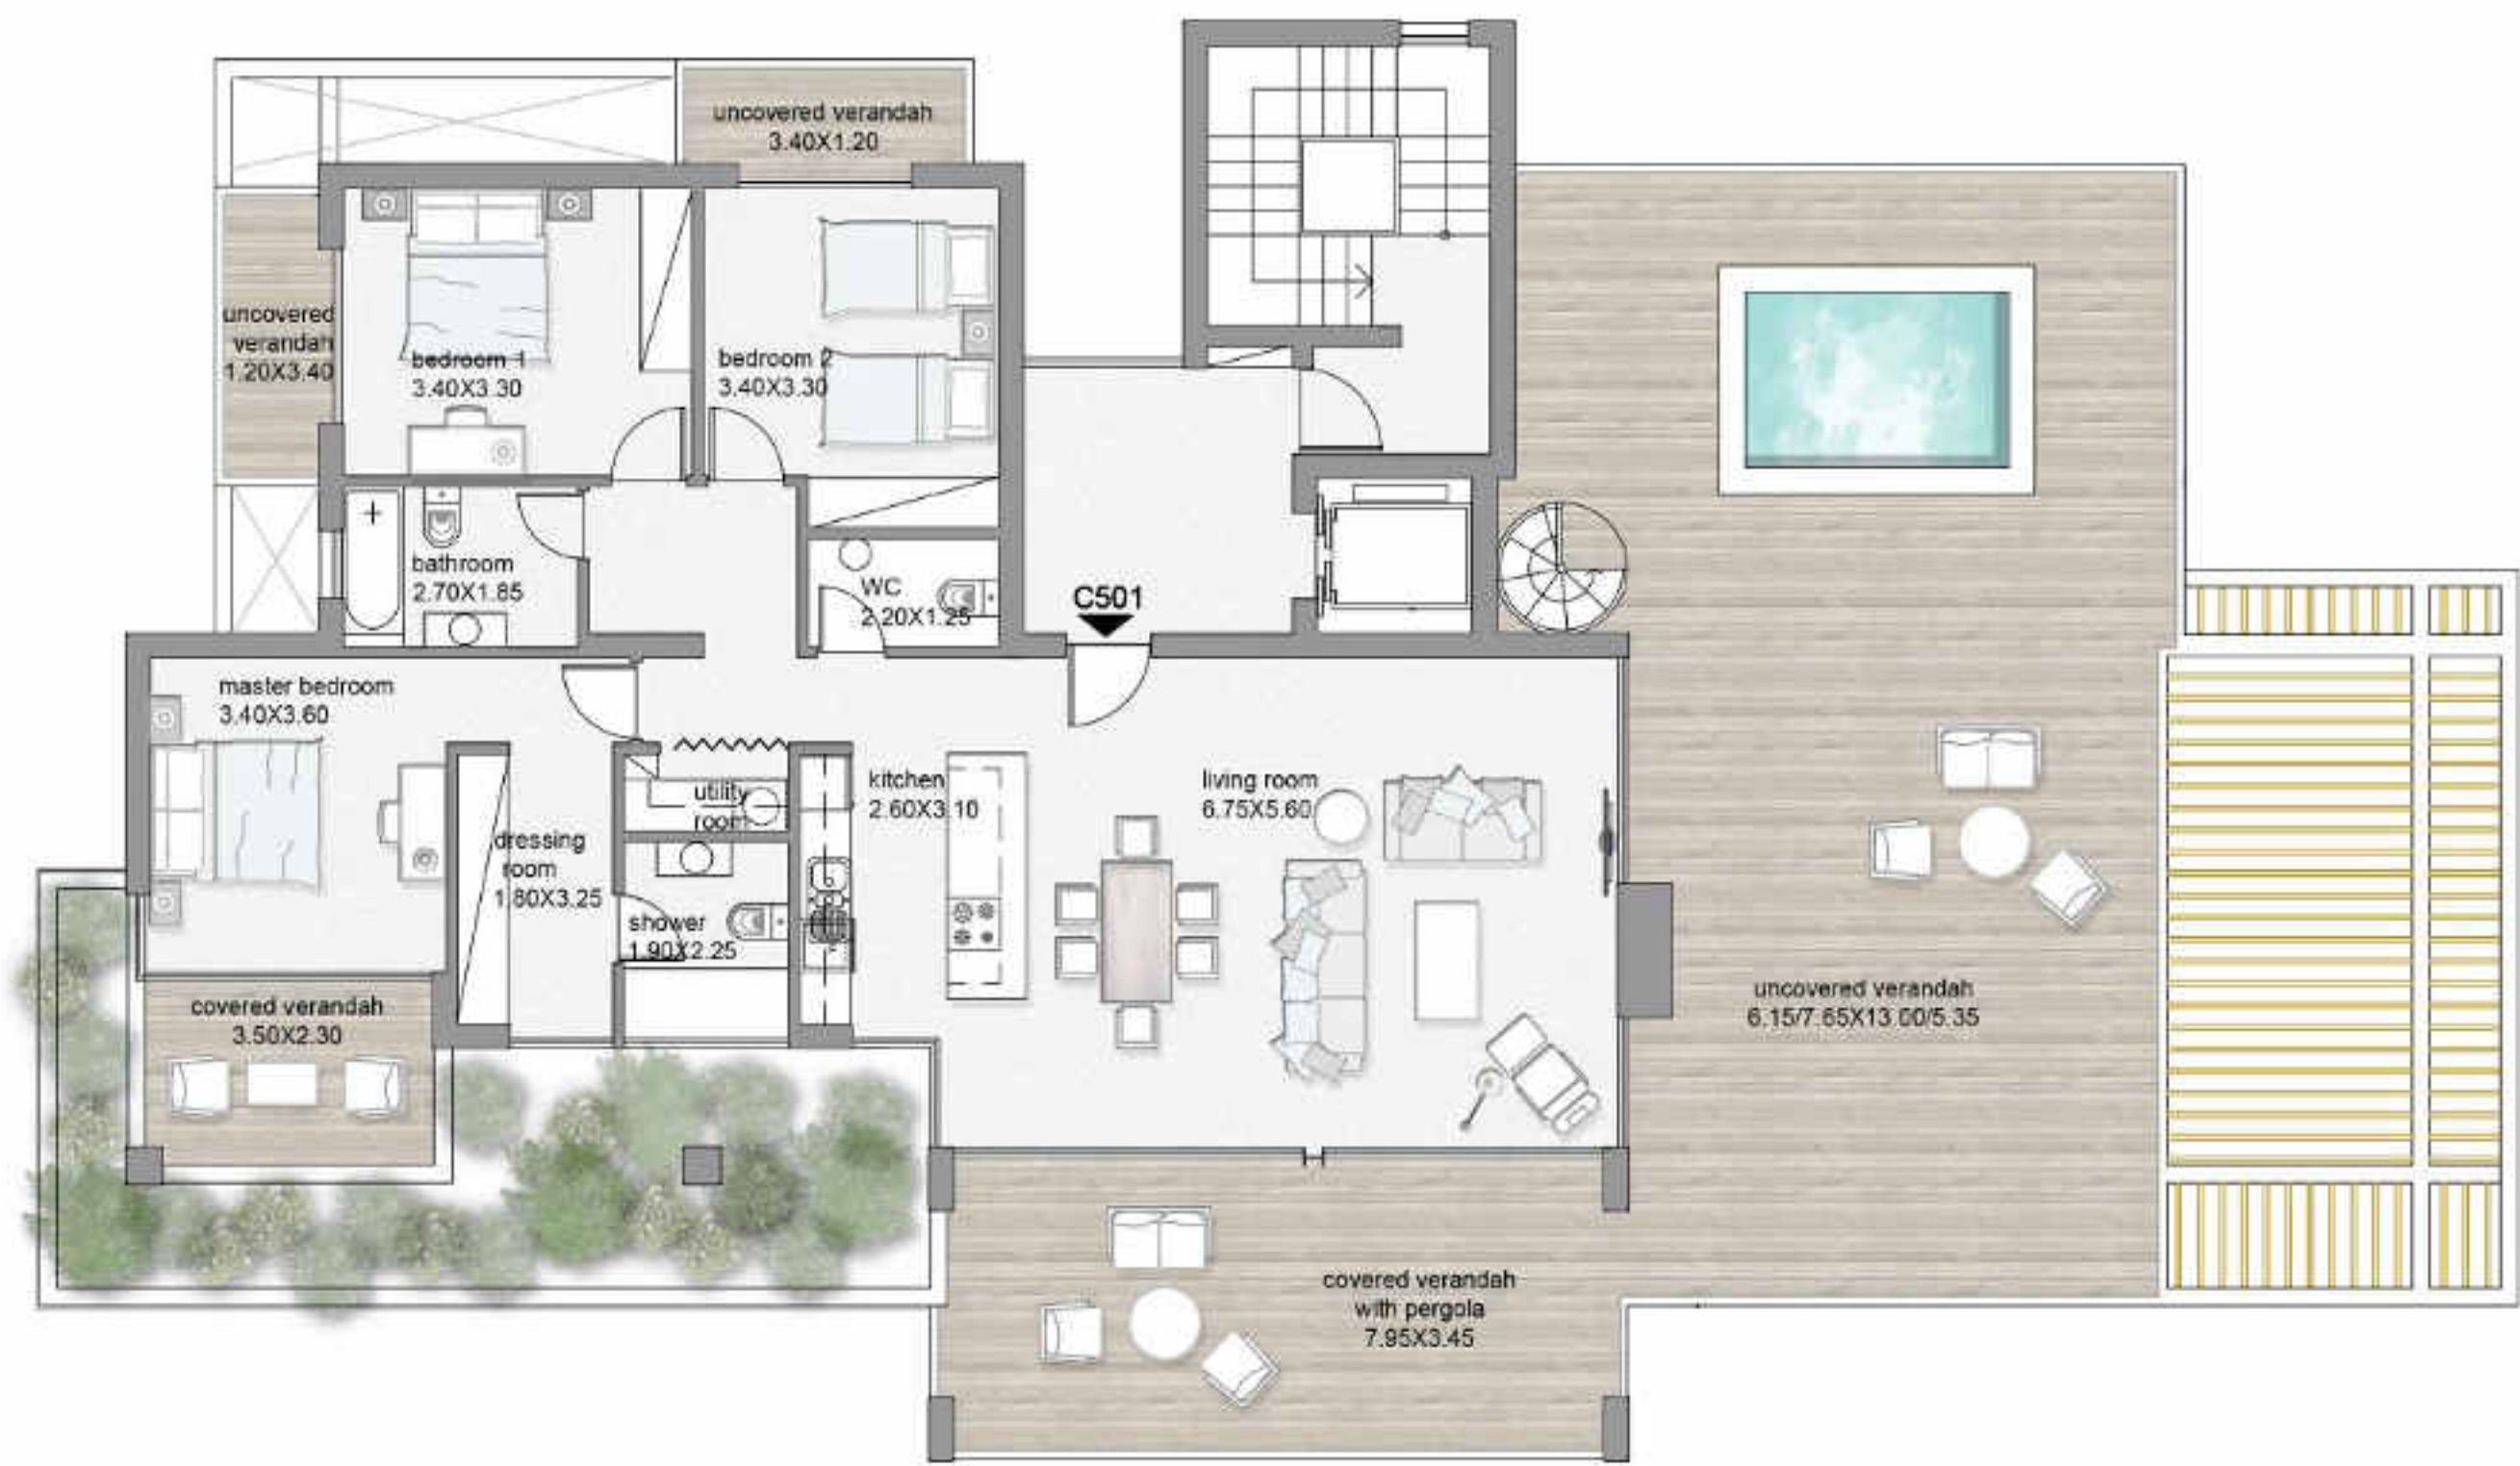 uncovered verandah
3.40X1.20
uncovered
verandah
1.20X3.40
bedroom 1
3.40X3.30
bedroom 2
3.40X3.30
bathroom
2.70X1.85
WC
2.20X1.25
C501
master bedroom
3.40X3.60
utility
room
kitchen
2.60X3.10
living room
6.75X5.60
dressing
room
1.80X3.25
shower
1.90X2.25
covered verandah
3.50X2.30
uncovered verandah
6.15/7.65X13.00/5.35
covered verandah
with pergola
7.95X3.45